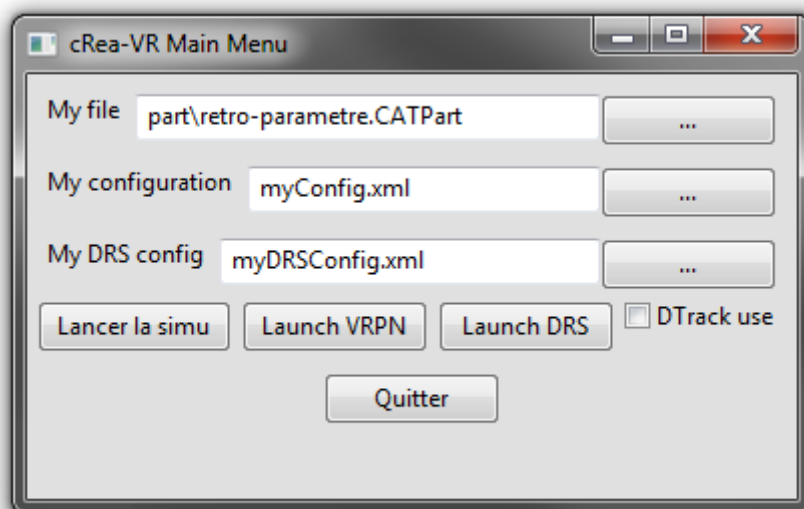 cRea-VR Main Menu
My file part\retro-parametre.CATPart ...
My configuration myConfig.xml ...
My DRS config myDRSConfig.xml ...
Lancer la simu Launch VRPN Launch DRS DTrack use
Quitter